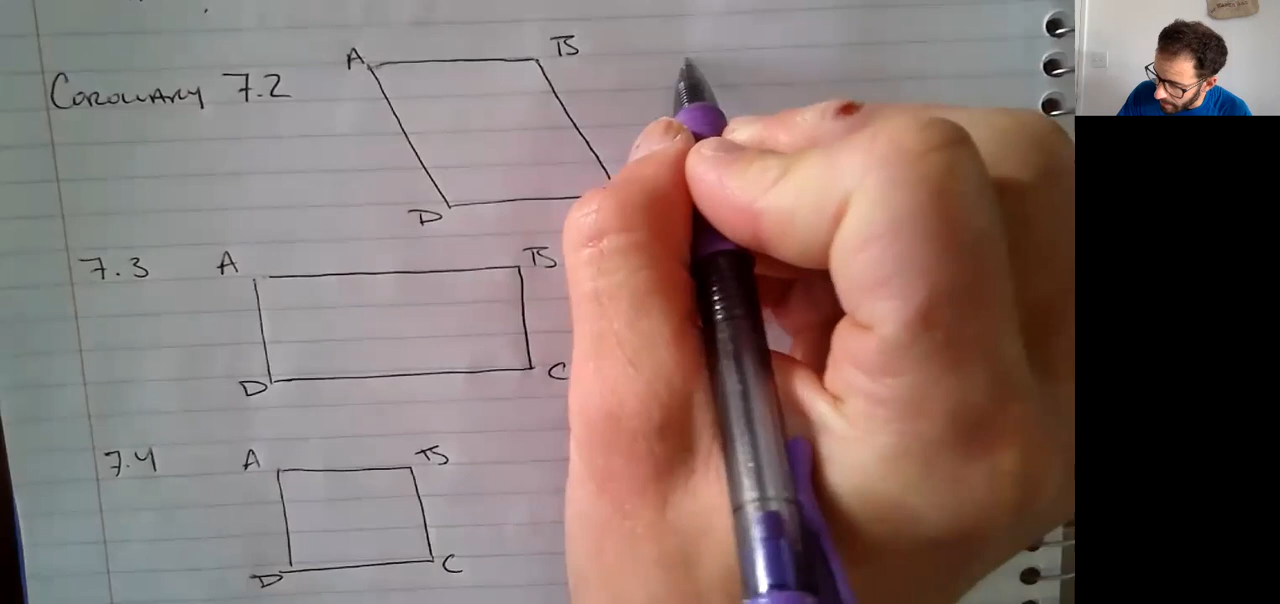 Corollary 7.2
A B
D
7.3 A B
D C
7.4 A B
D C